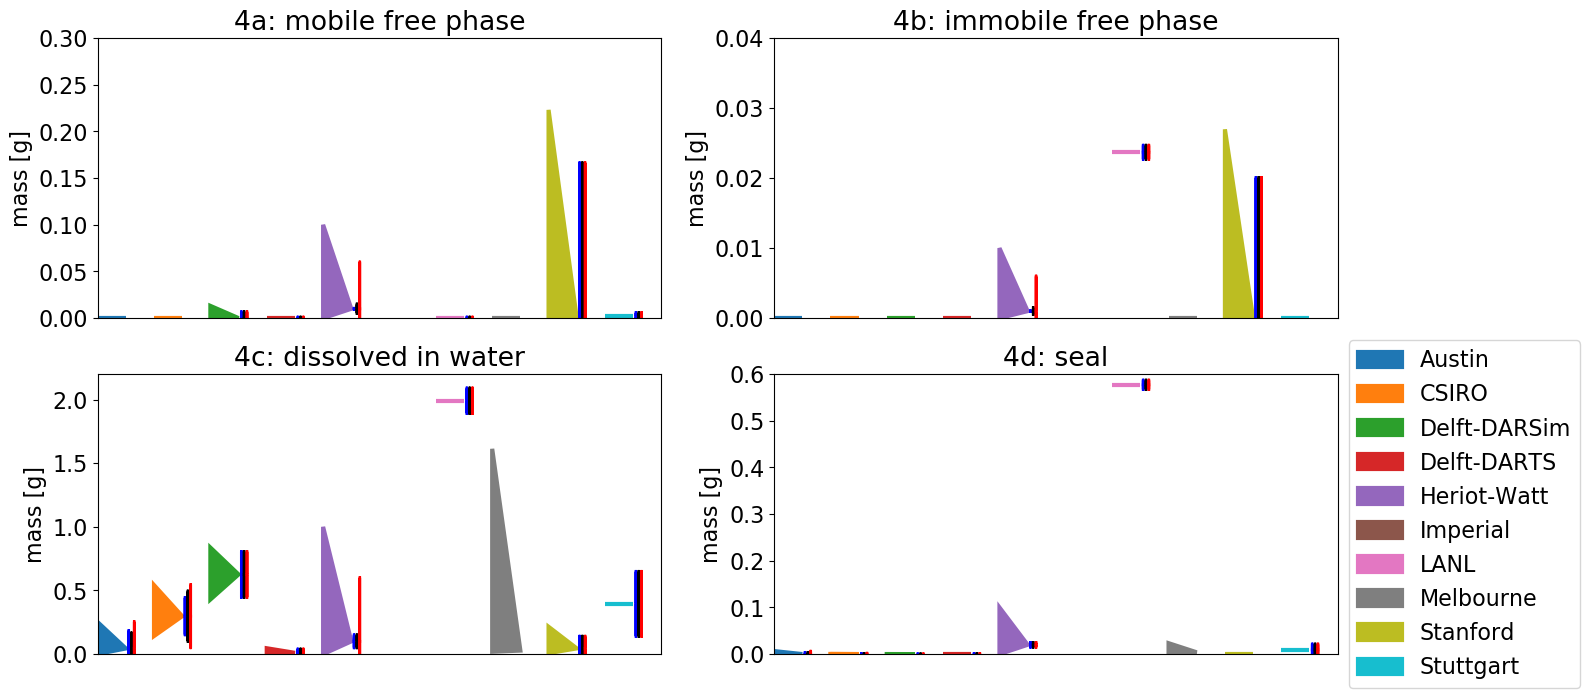 4a: mobile free phase
0.30
0.25
0.20
0.15
0.10
0.05
0.00
mass [g]
4b: immobile free phase
0.04
0.03
0.02
0.01
0.00
mass [g]
4c: dissolved in water
2.0
1.5
1.0
0.5
0.0
mass [g]
4d: seal
0.6
0.5
0.4
0.3
0.2
0.1
0.0
mass [g]
Austin
CSIRO
Delft-DARSim
Delft-DARTS
Heriot-Watt
Imperial
LANL
Melbourne
Stanford
Stuttgart